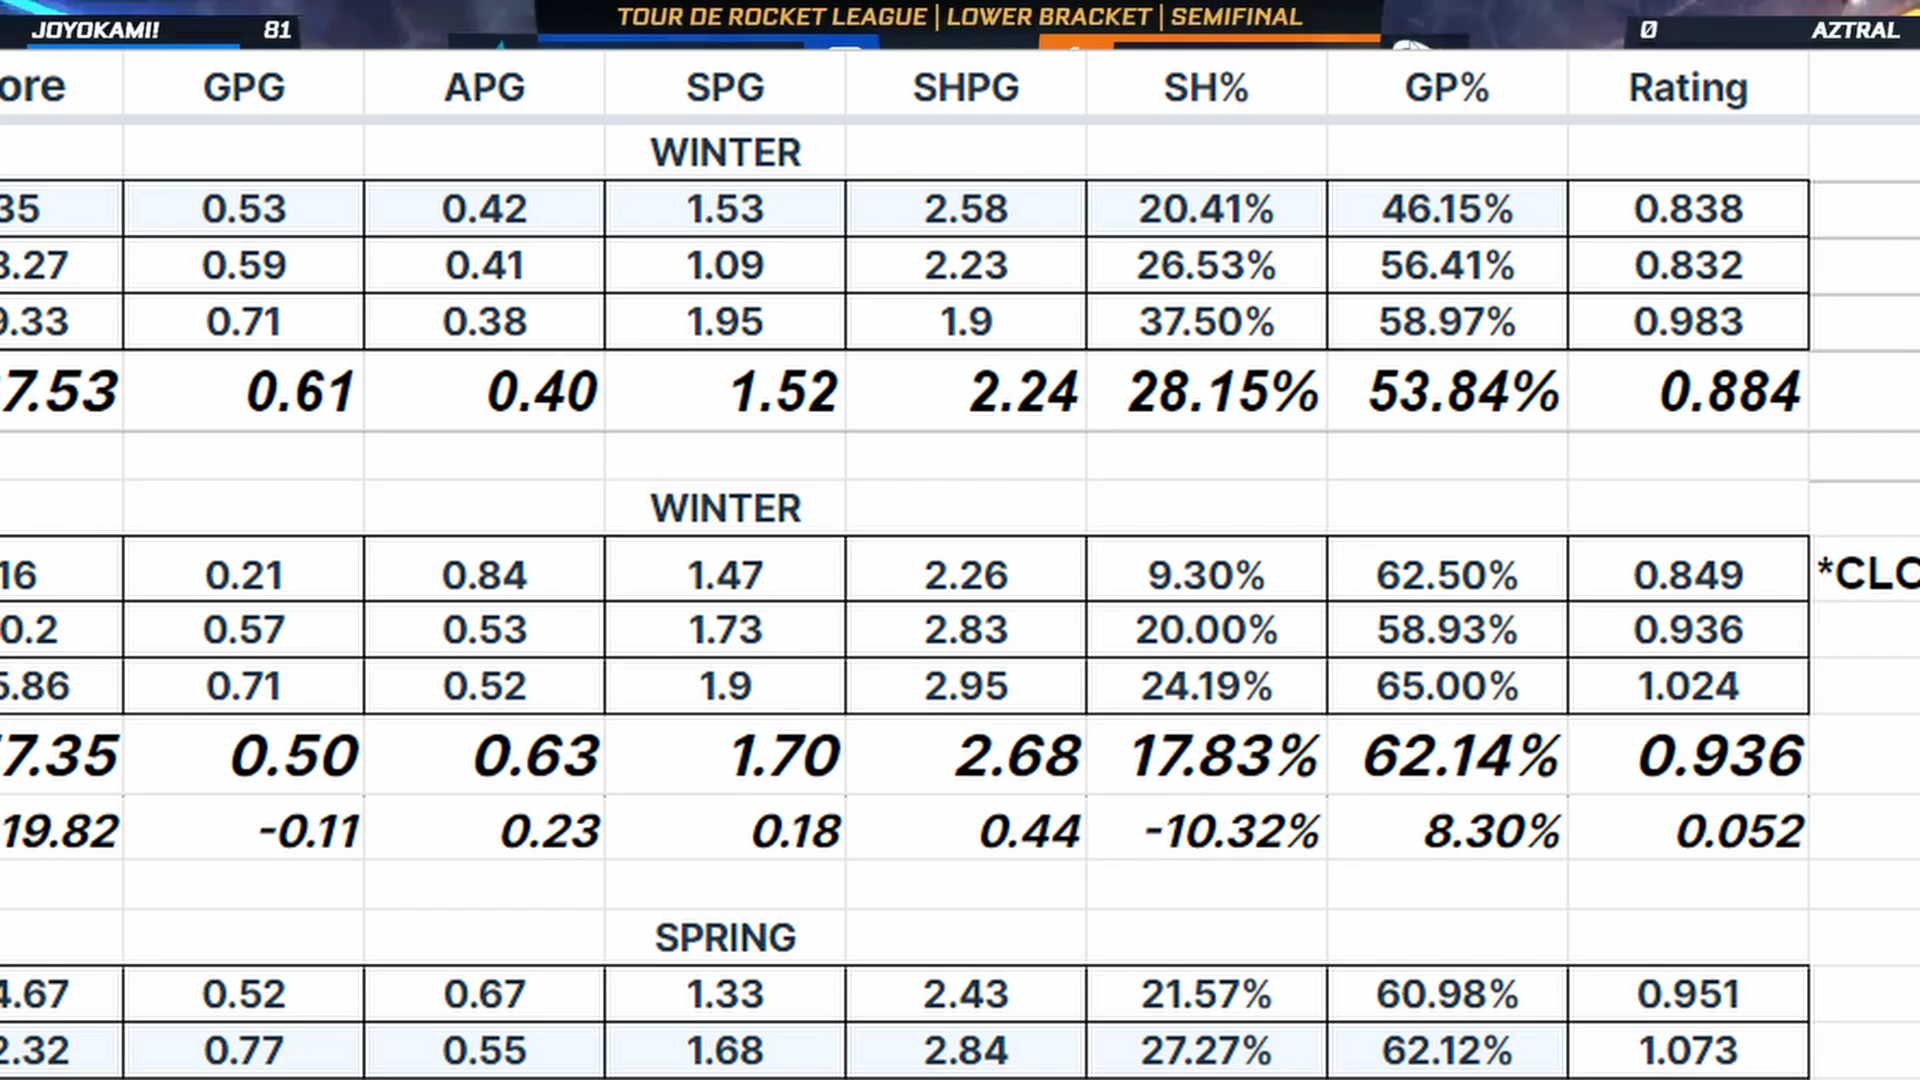 JOYOKAMI! 81 TOUR DE ROCKET LEAGUE | LOWER BRACKET | SEMIFINAL 0 AZTRAL
ore GPG APG SPG SHPG SH% GP% Rating
WINTER
35 0.53 0.42 1.53 2.58 20.41% 46.15% 0.838
3.27 0.59 0.41 1.09 2.23 26.53% 56.41% 0.832
9.33 0.71 0.38 1.95 1.9 37.50% 58.97% 0.983
7.53 0.61 0.40 1.52 2.24 28.15% 53.84% 0.884
WINTER
16 0.21 0.84 1.47 2.26 9.30% 62.50% 0.849 *CLO
0.2 0.57 0.53 1.73 2.83 20.00% 58.93% 0.936
5.86 0.71 0.52 1.9 2.95 24.19% 65.00% 1.024
7.35 0.50 0.63 1.70 2.68 17.83% 62.14% 0.936
19.82 -0.11 0.23 0.18 0.44 -10.32% 8.30% 0.052
SPRING
4.67 0.52 0.67 1.33 2.43 21.57% 60.98% 0.951
2.32 0.77 0.55 1.68 2.84 27.27% 62.12% 1.073